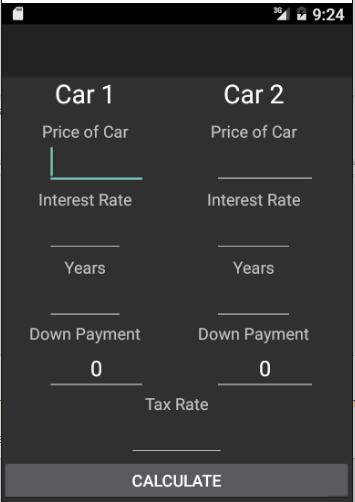 3G 9:24
Car 1 Car 2
Price of Car Price of Car
Interest Rate Interest Rate
Years Years
Down Payment Down Payment
0 0
Tax Rate
CALCULATE